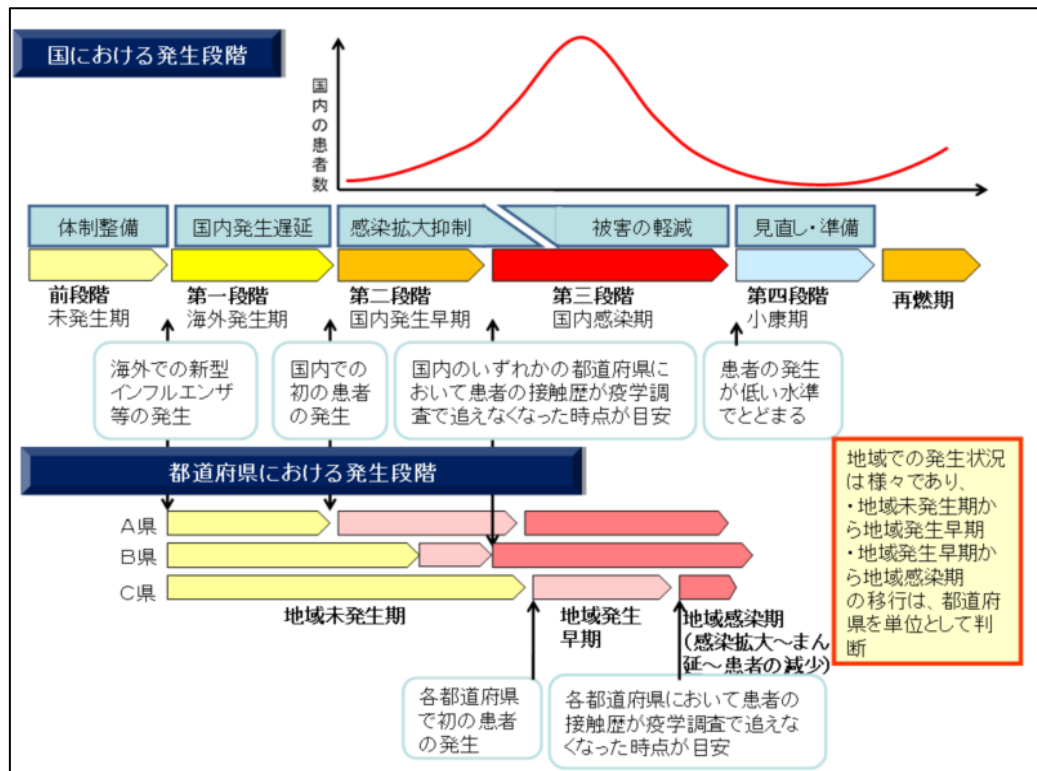 国における発生段階
国内の患者数
体制整備
国内発生遅延
感染拡大抑制
被害の軽減
見直し・準備
前段階
未発生期
第一段階
海外発生期
第二段階
国内発生早期
第三段階
国内感染期
第四段階
小康期
再燃期
海外での新型
インフルエンザ
等の発生
国内での
初の患者
の発生
国内のいずれかの都道府県に
おいて患者の接触歴が疫学調
査で追えなくなった時点が目安
患者の発生
が低い水準
でとどまる
都道府県における発生段階
A県
B県
C県
地域未発生期
地域発生
早期
地域感染期
(感染拡大～まん
延～患者の減少)
各都道府県
で初の患者
の発生
各都道府県において患者の
接触歴が疫学調査で追えな
くなった時点が目安
地域での発生状況
は様々であり、
・地域未発生期か
ら地域発生早期
・地域発生早期か
ら地域感染期
の移行は、都道府
県を単位として判
断